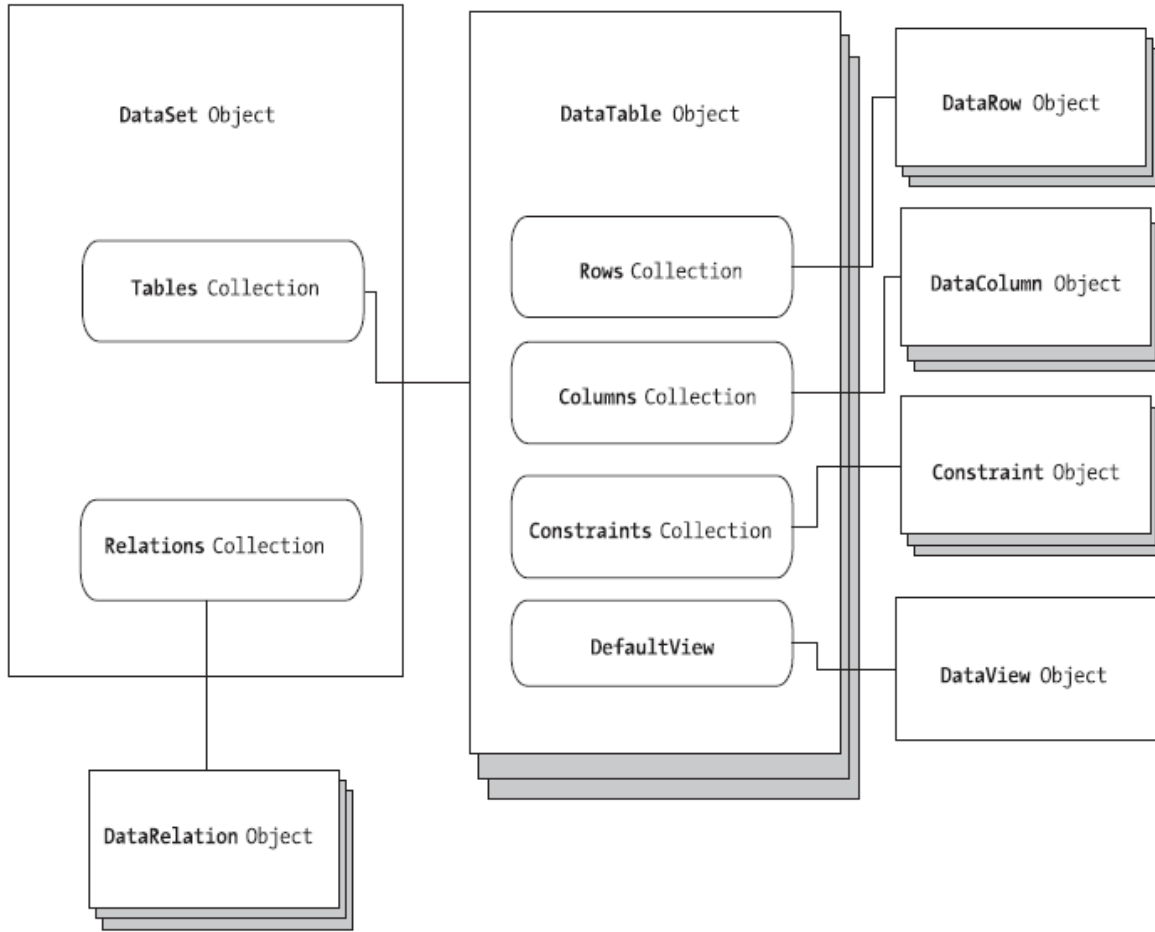 DataSet Object
Tables Collection
Relations Collection
DataRelation Object
DataTable Object
Rows Collection
Columns Collection
Constraints Collection
DefaultView
DataRow Object
DataColumn Object
Constraint Object
DataView Object